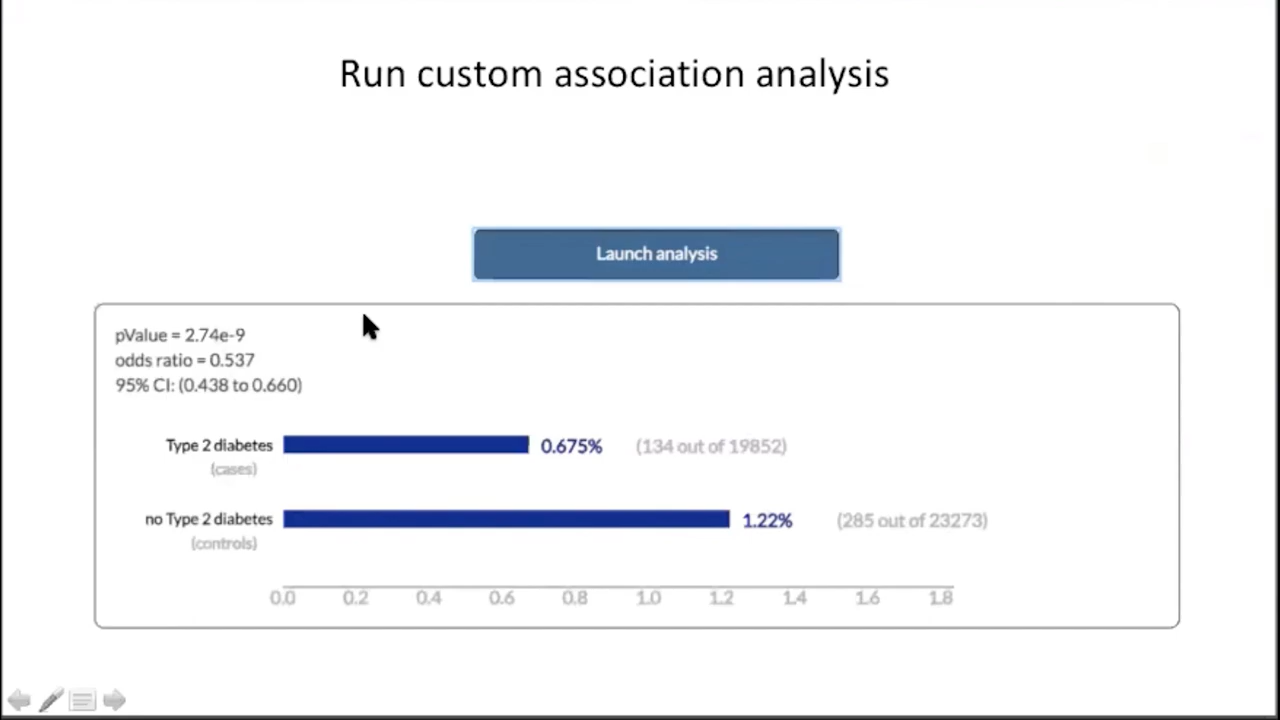 Run custom association analysis
Launch analysis
pValue = 2.74e-9
odds ratio = 0.537
95% CI: (0.438 to 0.660)
Type 2 diabetes 0.675% (134 out of 19852)
(cases)
no Type 2 diabetes 1.22% (285 out of 23273)
(controls)
0.0 0.2 0.4 0.6 0.8 1.0 1.2 1.4 1.6 1.8